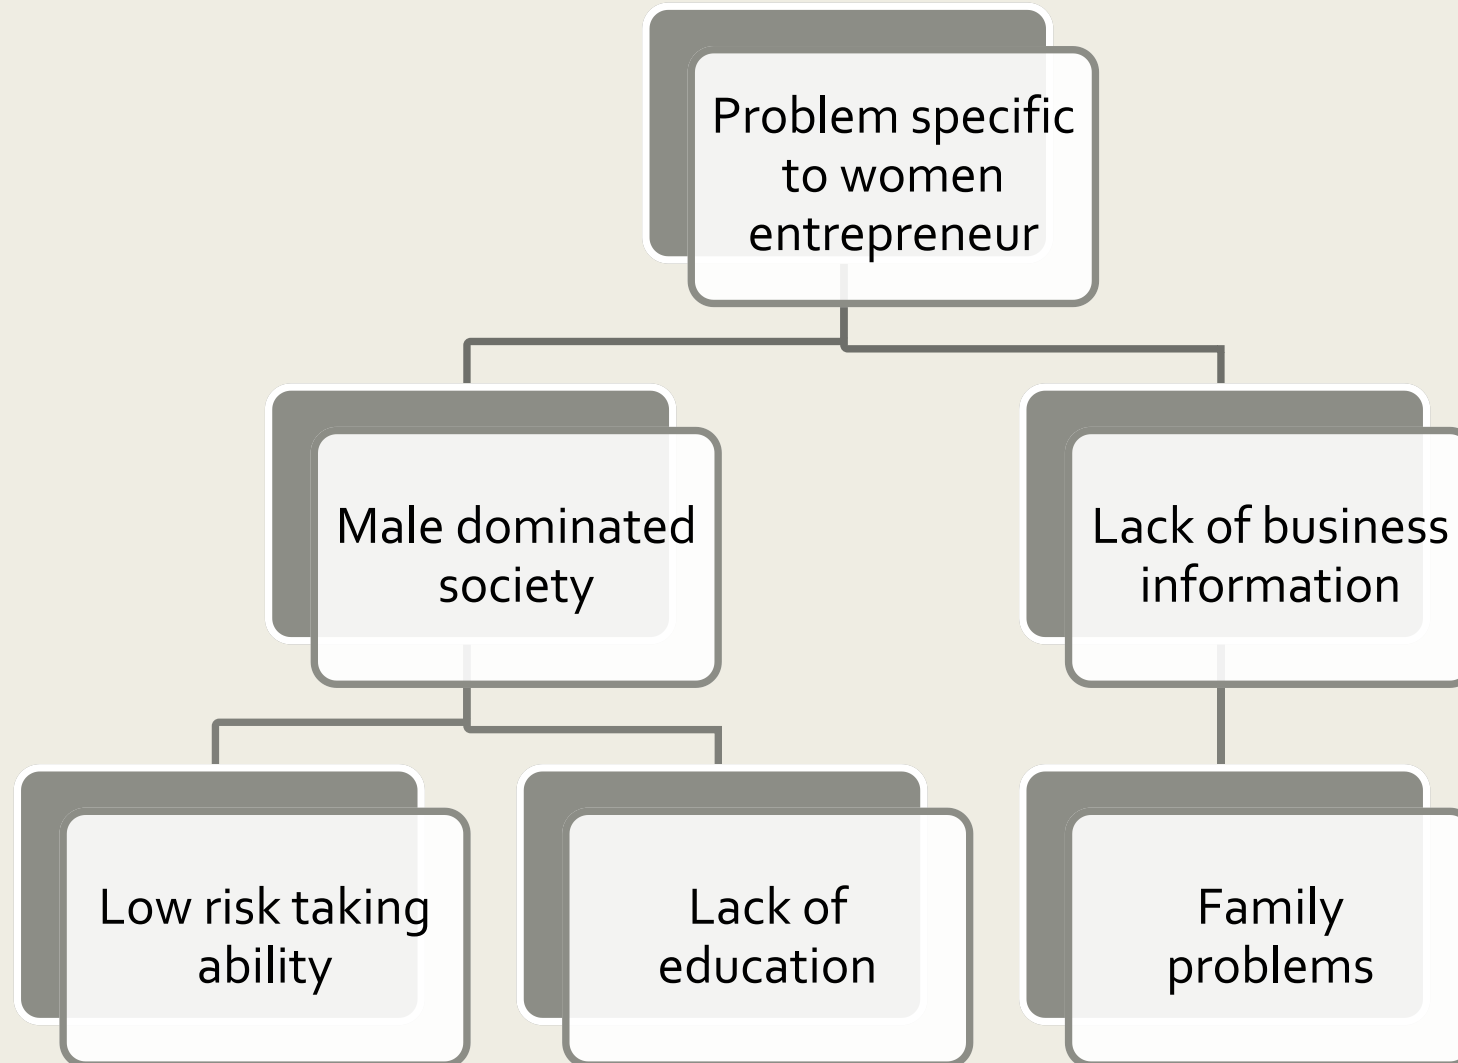 Problem specific
to women
entrepreneur
Male dominated
society
Lack of business
information
Low risk taking
ability
Lack of
education
Family
problems